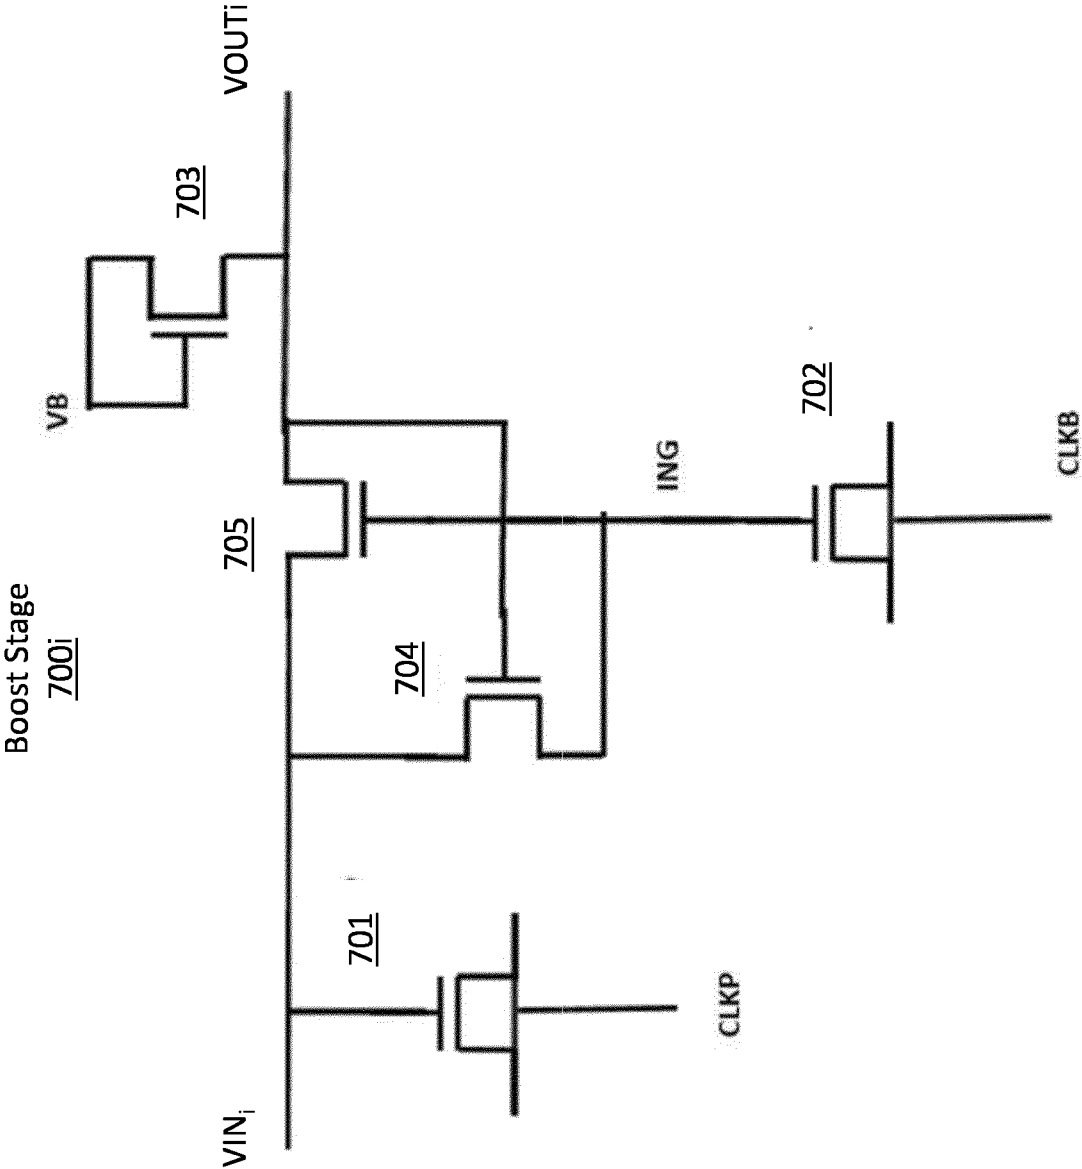 Boost Stage
700i
VINᵢ
VOUTi
VB
703
705
704
701
702
ING
CLKP
CLKB